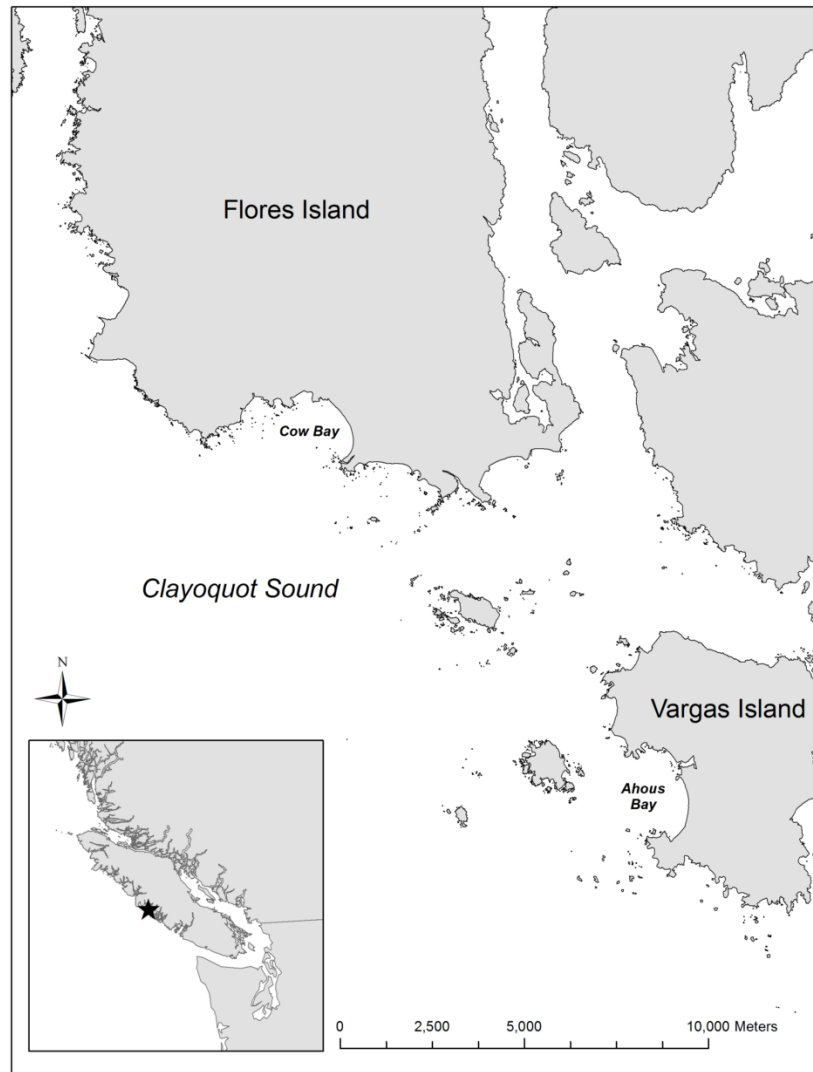 Flores Island
Cow Bay
Clayoquot Sound
N
Vargas Island
Ahous
Bay
0 2,500 5,000 10,000 Meters